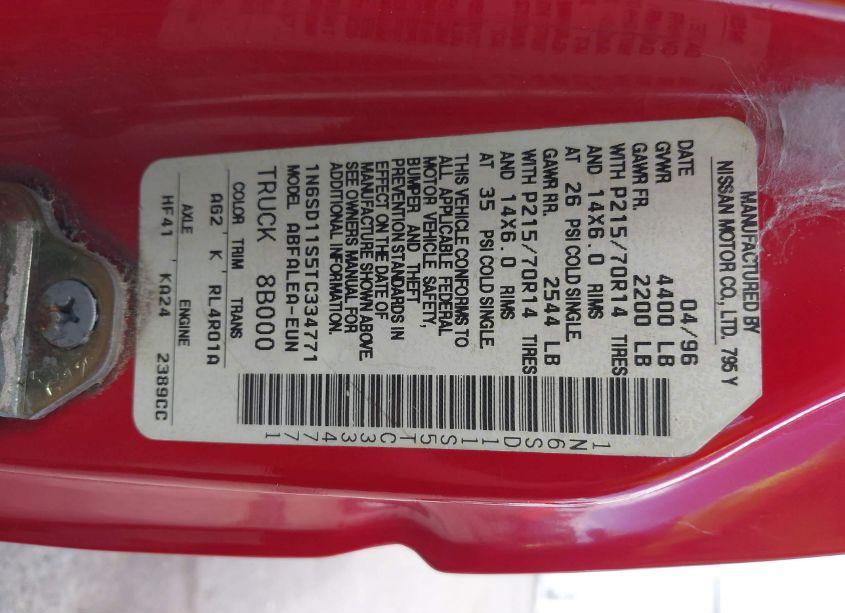 MANUFACTURED BY
NISSAN MOTOR CO., LTD. 795 Y
DATE 04/96
GVWR 4400 LB
GAWR FR. 2200 LB
WITH P215/70R14 TIRES
AND 14X6.0 RIMS
AT 26 PSI COLD SINGLE
GAWR RR. 2544 LB
WITH P215/70R14 TIRES
AND 14X6.0 RIMS
AT 35 PSI COLD SINGLE
THIS VEHICLE CONFORMS TO
ALL APPLICABLE FEDERAL
MOTOR VEHICLE SAFETY,
BUMPER AND THEFT
PREVENTION STANDARDS IN
EFFECT ON THE DATE OF
MANUFACTURE SHOWN ABOVE.
SEE OWNERS MANUAL FOR
ADDITIONAL INFORMATION.
1N6SD11S5TC334771
MODEL ABFALEA-EUN
TRUCK 8B000
COLOR TRIM TRANS
AG2 K RL4R01A
AXLE ENGINE
HF41 KA24 2389CC
1N6SD11S5TC334771